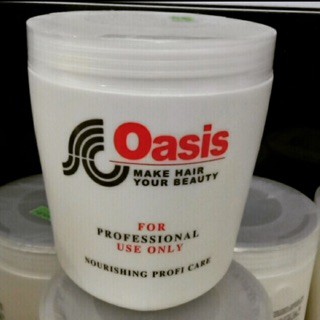 Oasis
MAKE HAIR
YOUR BEAUTY
FOR
PROFESSIONAL
USE ONLY
NOURISHING PROFI CARE